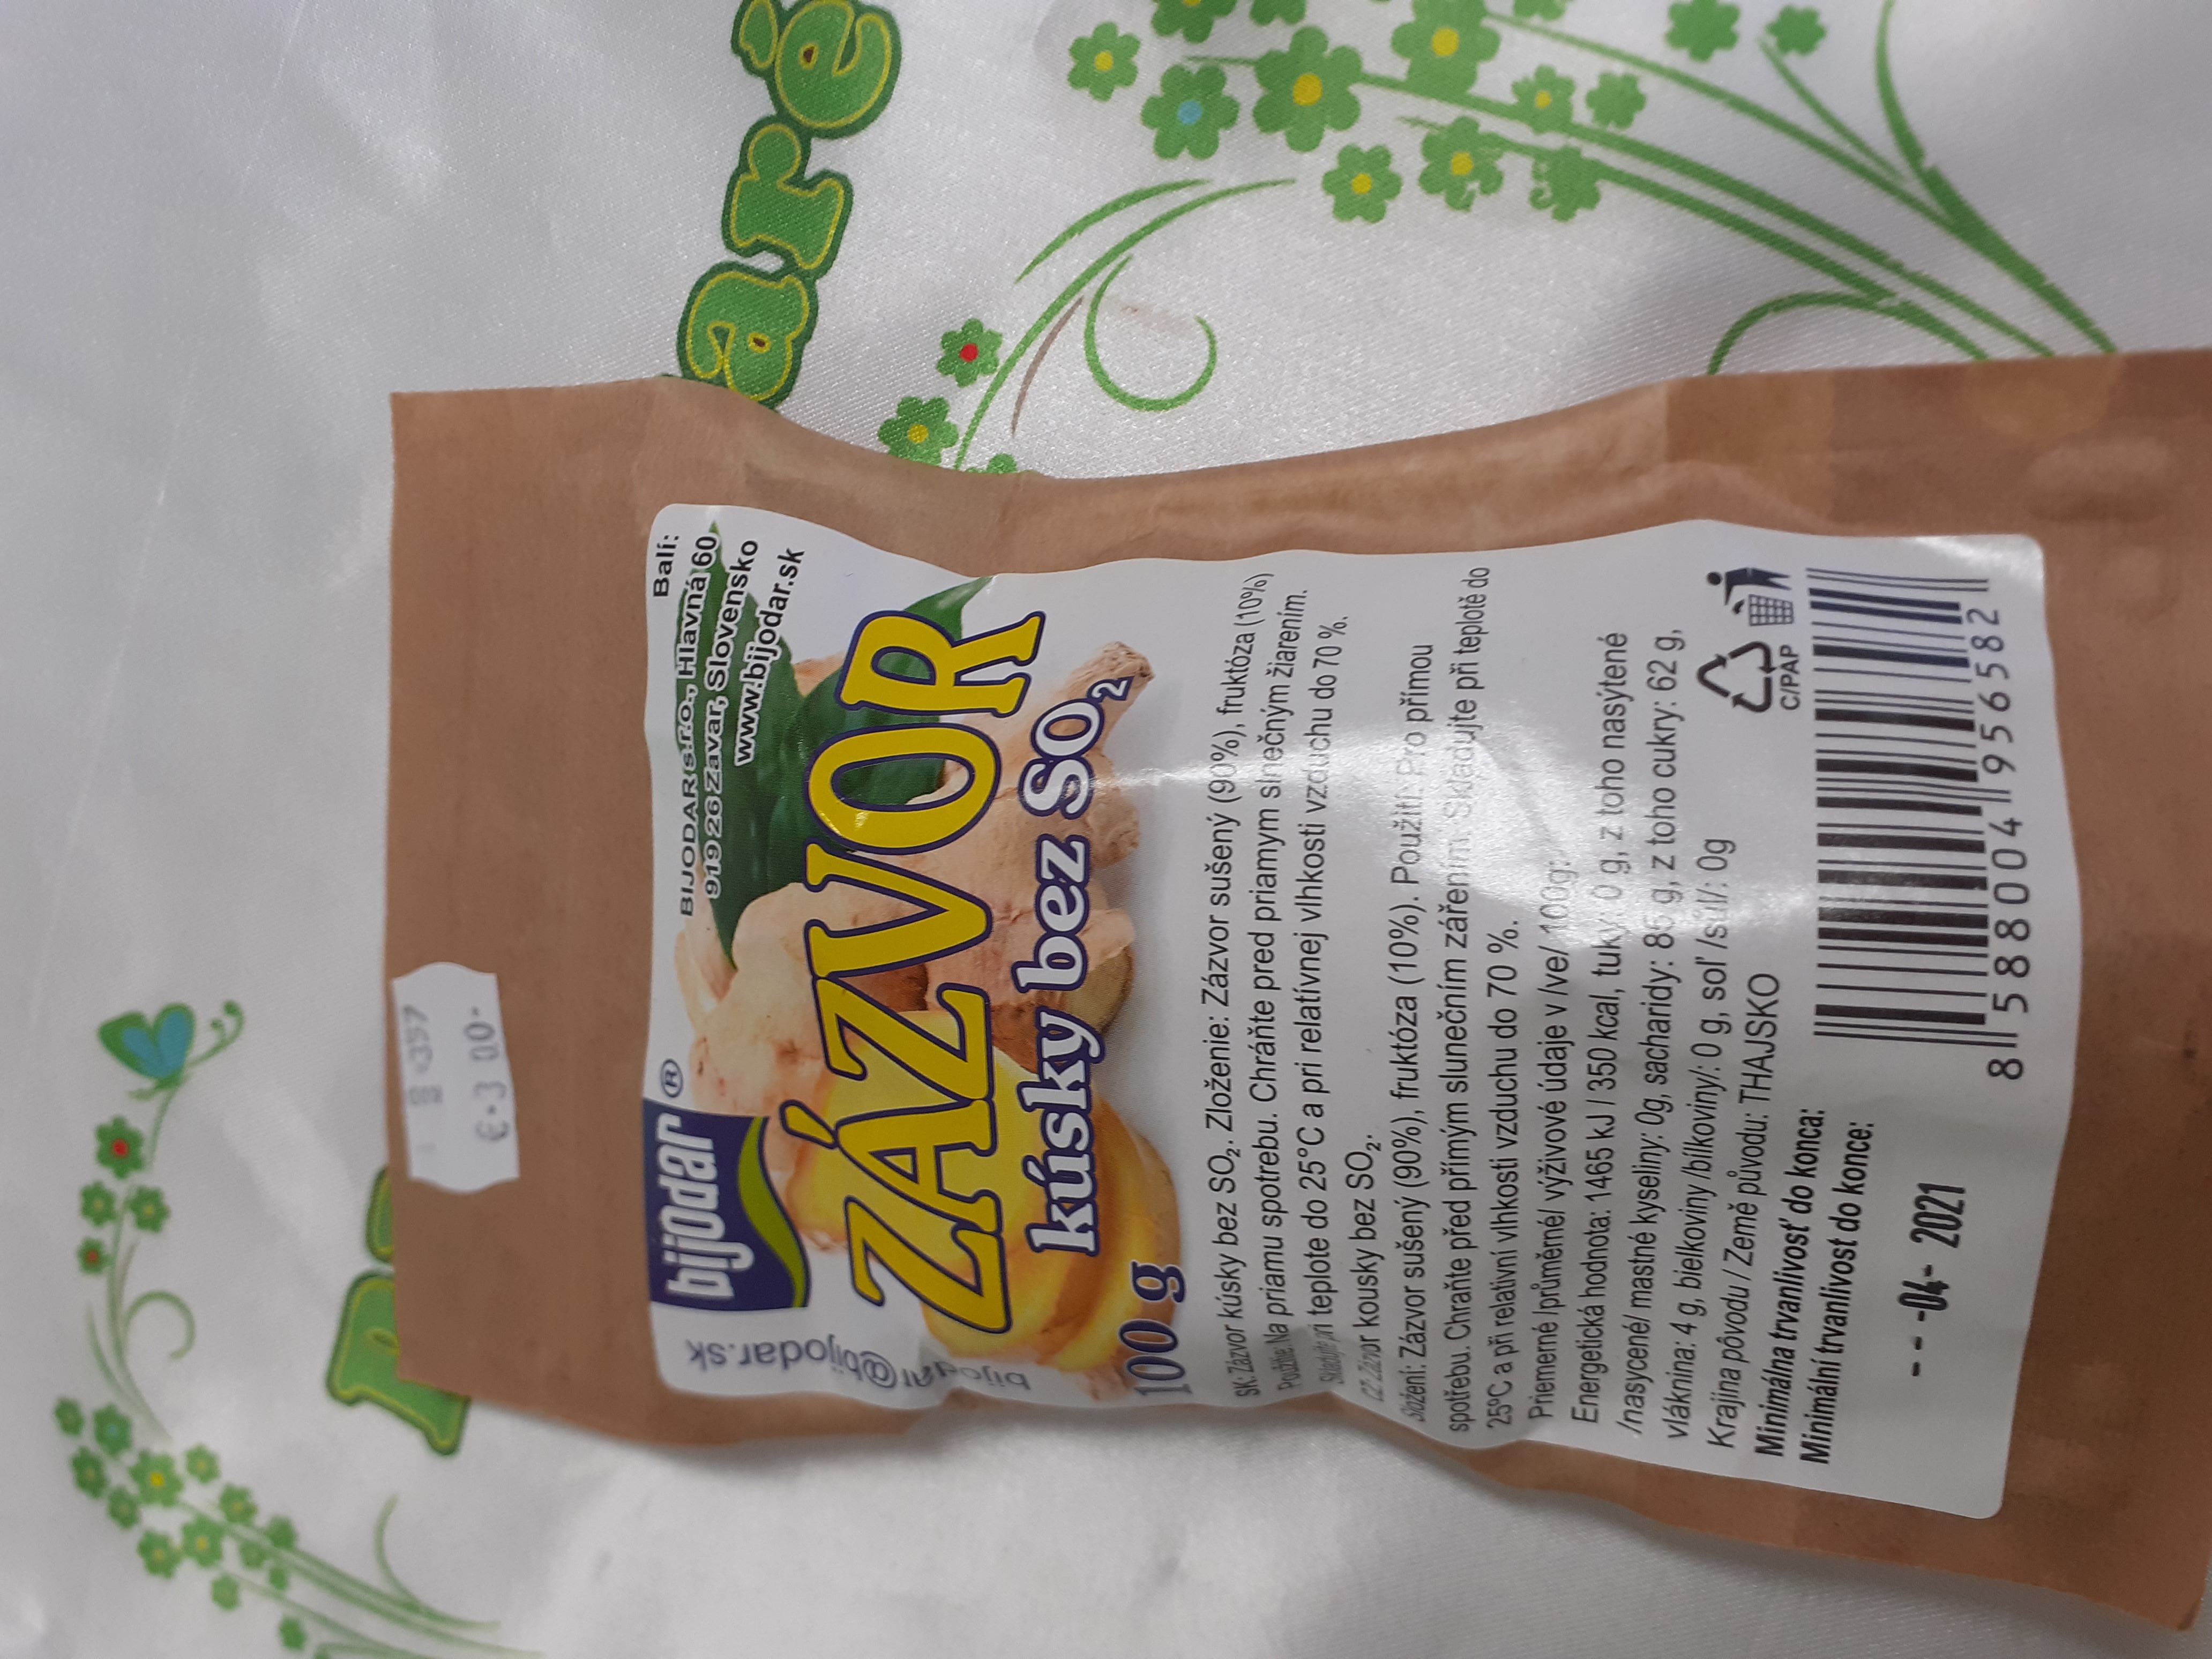 aré
357
€·3 00·
bijodar®
Balí:
BIJODAR s.r.o., Hlavná 60
919 26 Zavar, Slovensko
www.bijodar.sk
bijodar@bijodar.sk
ZÁZVOR
kúsky bez SO₂
100 g
SK: Zázvor kúsky bez SO₂. Zloženie: Zázvor sušený (90%), fruktóza (10%)
Použitie: Na priamu spotrebu. Chráňte pred priamym slnečným žiarením.
Skladujte pri teplote do 25°C a pri relatívnej vlhkosti vzduchu do 70 %.
CZ: Zázvor kousky bez SO₂.
Složení: Zázvor sušený (90%), fruktóza (10%). Použití: Pro přímou
spotřebu. Chraňte před přímým slunečním zářením. Skladujte při teplotě do
25°C a při relativní vlhkosti vzduchu do 70 %.
Priemerné /průměrné/ výživové údaje v /ve/ 100g:
Energetická hodnota: 1465 kJ / 350 kcal, tuky: 0 g, z toho nasýtené
/nasycené/ mastné kyseliny: 0g, sacharidy: g, z toho cukry: 62 g,
vláknina: 4 g, bielkoviny /bílkoviny/: 0 g, soľ /sůl/: 0g
Krajina pôvodu / Země původu: THAJSKO
Minimálna trvanlivosť do konca:
Minimální trvanlivost do konce:
- - -04- 2021
C/PAP
8 588004 956582